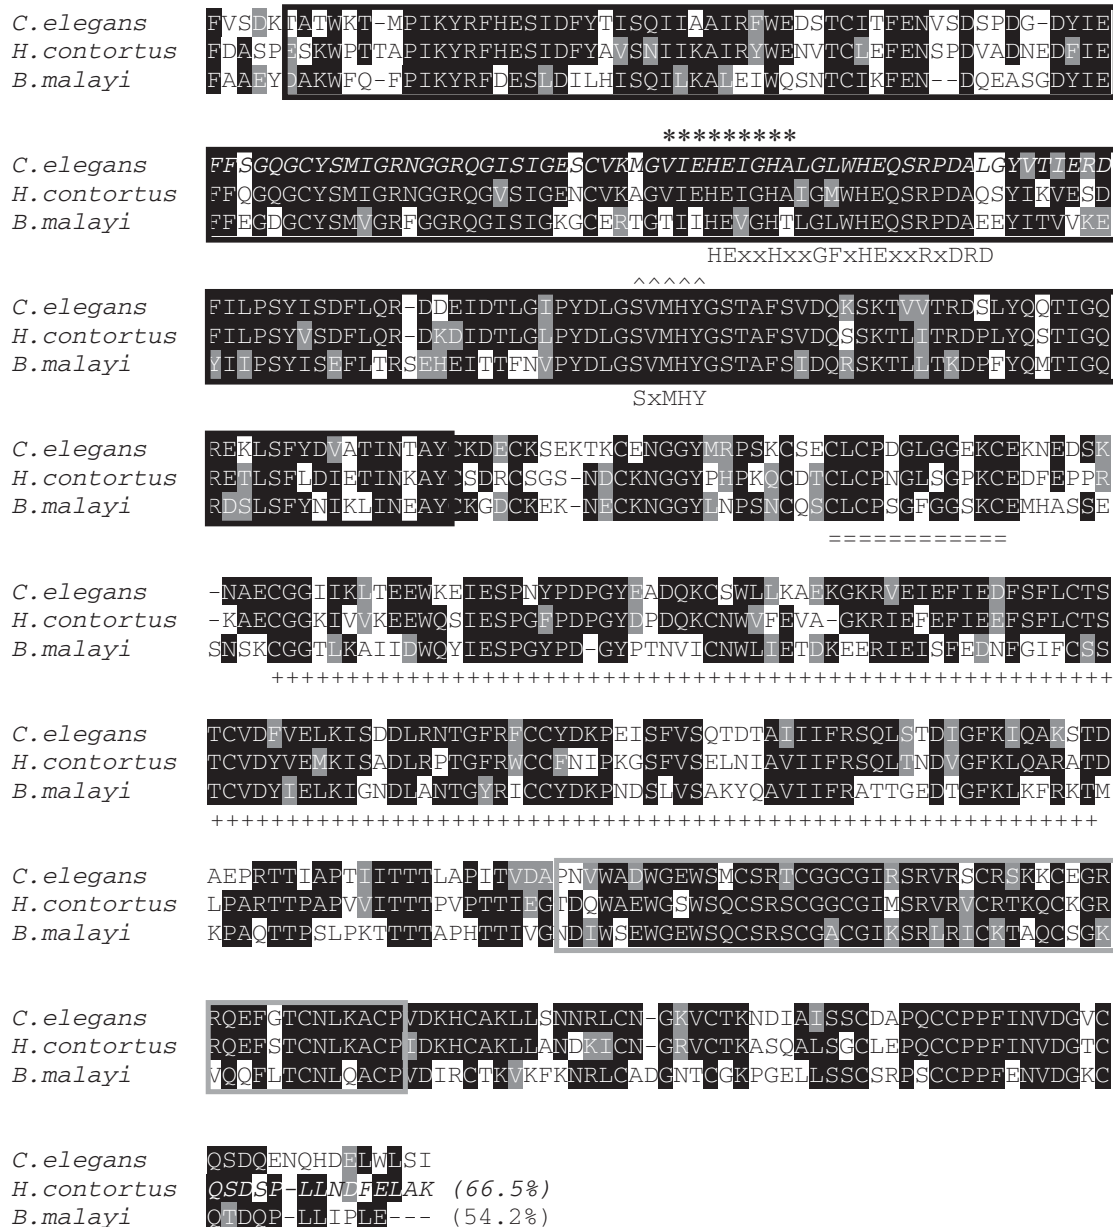 C.elegans FVSDKTATWKT-MPIKYRFHESIDFYTISQIIAAIRFWEDSTCITFENVSDSPDG-DYIE
H.contortus FDASPESKWPTTAPIKYRFHESIDFYAVSNIIKAIRYWENVTCLEFENSPDVADNEDFIE
B.malayi FAAEYDAKWFQ-FPIKYRFDESLDILHISQILKALEIWQSNTCIKFEN--DQEASGDYIE
*********
C.elegans FFSGQGCYSMIGRNGGRQGISIGESCVKMGVIEHEIGHALGLWHEQSRPDALGYVTIERD
H.contortus FFQGQGCYSMIGRNGGRQGVSIGENCVKAGVIEHEIGHAIGMWHEQSRPDAQSYIKVESD
B.malayi FFEGDGCYSMVGRFGGRQGISIGKGCERTGTIIHEVGHTLGLWHEQSRPDAEEYITVVKE
HExxHxxGFxHExxRxDRD
^^^^^
C.elegans FILPSYISDFLQR-DDEIDTLGIPYDLGSVMHYGSTAFSVDQKSKTVVTRDSLYQQTIGQ
H.contortus FILPSYVSDFLQR-DKDIDTLGLPYDLGSVMHYGSTAFSVDQSSKTLITRDPLYQSTIGQ
B.malayi YIIPSYISEFLTRSEHEITTFNVPYDLGSVMHYGSTAFSIDQRSKTLLTKDPFYQMTIGQ
SxMHY
C.elegans REKLSFYDVATINTAYCKDECKSEKTKCENGGYMRPSKCSECLCPDGLGGEKCEKNEDSK
H.contortus RETLSFLDIETINKAYCSDRCSGS-NDCKNGGYPHPKQCDTCLCPNGLSGPKCEDFEPPR
B.malayi RDSLSFYNIKLINEAYCKGDCKEK-NECKNGGYLNPSNCQSCLCPSGFGGSKCEMHASSE
============
C.elegans -NAECGGIIKLTEEWKEIESPNYPDPGYEADQKCSWLLKAEKGKRVEIEFIEDFSFLCTS
H.contortus -KAECGGKIVVKEEWQSIESPGFPDPGYDPDQKCNWVFEVA-GKRIEFEFIEEFSFLCTS
B.malayi SNSKCGGTLKAIIDWQYIESPGYPD-GYPTNVICNWLIETDKEERIEISFEDNFGIFCSS
++++++++++++++++++++++++++++++++++++++++++++++++++++++++
C.elegans TCVDFVELKISDDLRNTGFRFCCYDKPEISFVSQTDTAIIIFRSQLSTDIGFKIQAKSTD
H.contortus TCVDYVEMKISADLRPTGFRWCCFNIPKGSFVSELNIAVIIFRSQLTNDVGFKLQARATD
B.malayi TCVDYIELKIGNDLANTGYRICCYDKPNDSLVSAKYQAVIIFRATTGEDTGFKLKFRKTM
+++++++++++++++++++++++++++++++++++++++++++++++++++++++++++
C.elegans AEPRTTIAPTIITTTLAPITVDAPNVWADWGEWSMCSRTCGGCGIRSRVRSCRSKKCEGR
H.contortus LPARTTPAPVVITTTPVPTTIEGTDQWAEWGSWSQCSRSCGGCGIMSRVRVCRTKQCKGR
B.malayi KPAQTTPSLPKTTTTAPHTTIVGNDIWSEWGEWSQCSRSCGACGIKSRLRICKTAQCSGK
C.elegans RQEFGTCNLKACPVDKHCAKLLSNNRLCN-GKVCTKNDIAISSCDAPQCCPPFINVDGVC
H.contortus RQEFSTCNLKACPIDKHCAKLLANDKICN-GRVCTKASQALSGCLEPQCCPPFINVDGTC
B.malayi VQQFLTCNLQACPVDIRCTKVKFKNRLCADGNTCGKPGELLSSCSRPSCCPPFENVDGKC
C.elegans QSDQENQHDELWLSI
H.contortus QSDSP-LLNDFELAK (66.5%)
B.malayi QTDQP-LLIPLE--- (54.2%)